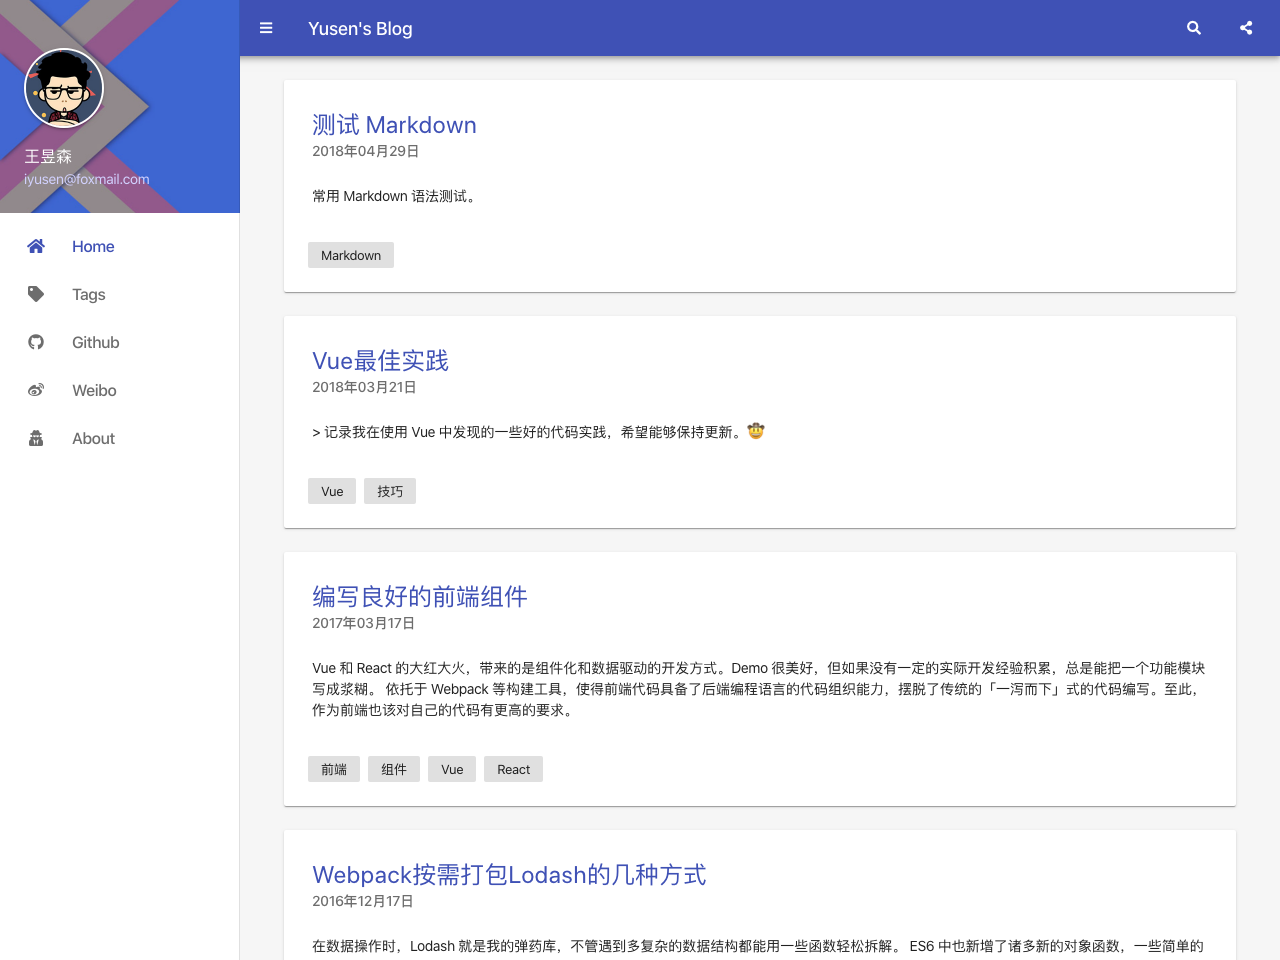 王昱森
iyusen@foxmail.com
Home
Tags
Github
Weibo
About
Yusen's Blog
测试 Markdown
2018年04月29日
常用 Markdown 语法测试。
Markdown
Vue最佳实践
2018年03月21日
> 记录我在使用 Vue 中发现的一些好的代码实践，希望能够保持更新。🤠
Vue 技巧
编写良好的前端组件
2017年03月17日
Vue 和 React 的大红大火，带来的是组件化和数据驱动的开发方式。Demo 很美好，但如果没有一定的实际开发经验积累，总是能把一个功能模块
写成浆糊。 依托于 Webpack 等构建工具，使得前端代码具备了后端编程语言的代码组织能力，摆脱了传统的「一泻而下」式的代码编写。至此，
作为前端也该对自己的代码有更高的要求。
前端 组件 Vue React
Webpack按需打包Lodash的几种方式
2016年12月17日
在数据操作时，Lodash 就是我的弹药库，不管遇到多复杂的数据结构都能用一些函数轻松拆解。 ES6 中也新增了诸多新的对象函数，一些简单的